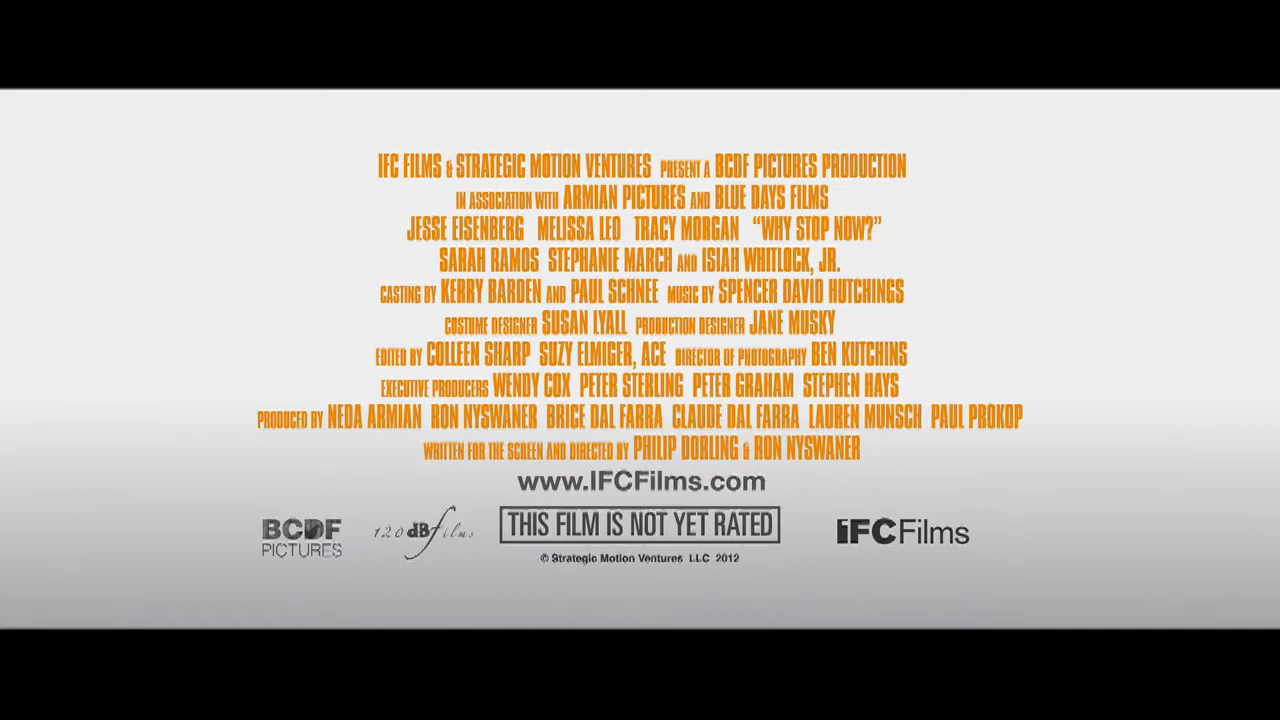 IFC FILMS & STRATEGIC MOTION VENTURES PRESENT A BCDF PICTURES PRODUCTION
IN ASSOCIATION WITH ARMIAN PICTURES AND BLUE DAYS FILMS
JESSE EISENBERG MELISSA LEO TRACY MORGAN “WHY STOP NOW?”
SARAH RAMOS STEPHANIE MARCH AND ISIAH WHITLOCK, JR.
CASTING BY KERRY BARDEN AND PAUL SCHNEE MUSIC BY SPENCER DAVID HUTCHINGS
COSTUME DESIGNER SUSAN LYALL PRODUCTION DESIGNER JANE MUSKY
EDITED BY COLLEEN SHARP SUZY ELMIGER, ACE DIRECTOR OF PHOTOGRAPHY BEN KUTCHINS
EXECUTIVE PRODUCERS WENDY COX PETER STERLING PETER GRAHAM STEPHEN HAYS
PRODUCED BY NEDA ARMIAN RON NYSWANER BRICE DAL FARRA CLAUDE DAL FARRA LAUREN MUNSCH PAUL PROKOP
WRITTEN FOR THE SCREEN AND DIRECTED BY PHILIP DORLING & RON NYSWANER
www.IFCFilms.com
BCDF PICTURES
120 dB films
THIS FILM IS NOT YET RATED
IFC Films
© Strategic Motion Ventures LLC 2012